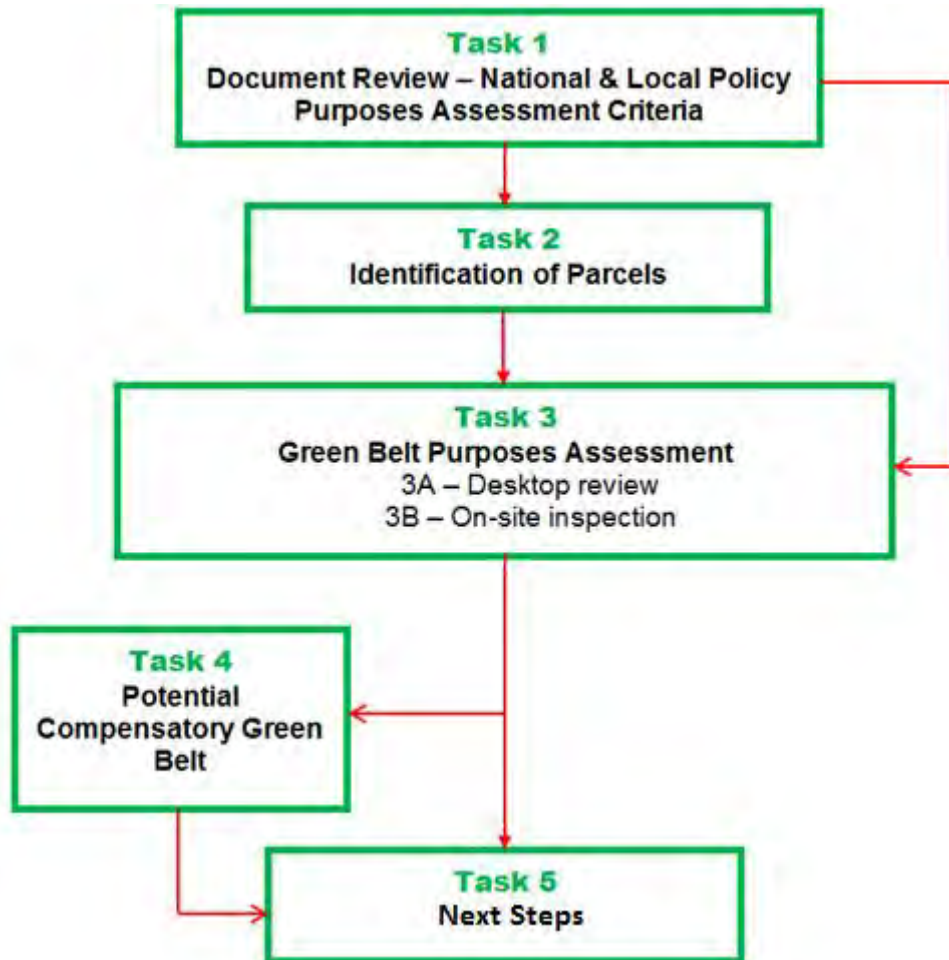 Task 1
Document Review – National & Local Policy
Purposes Assessment Criteria
Task 2
Identification of Parcels
Task 3
Green Belt Purposes Assessment
3A – Desktop review
3B – On-site inspection
Task 4
Potential
Compensatory Green
Belt
Task 5
Next Steps